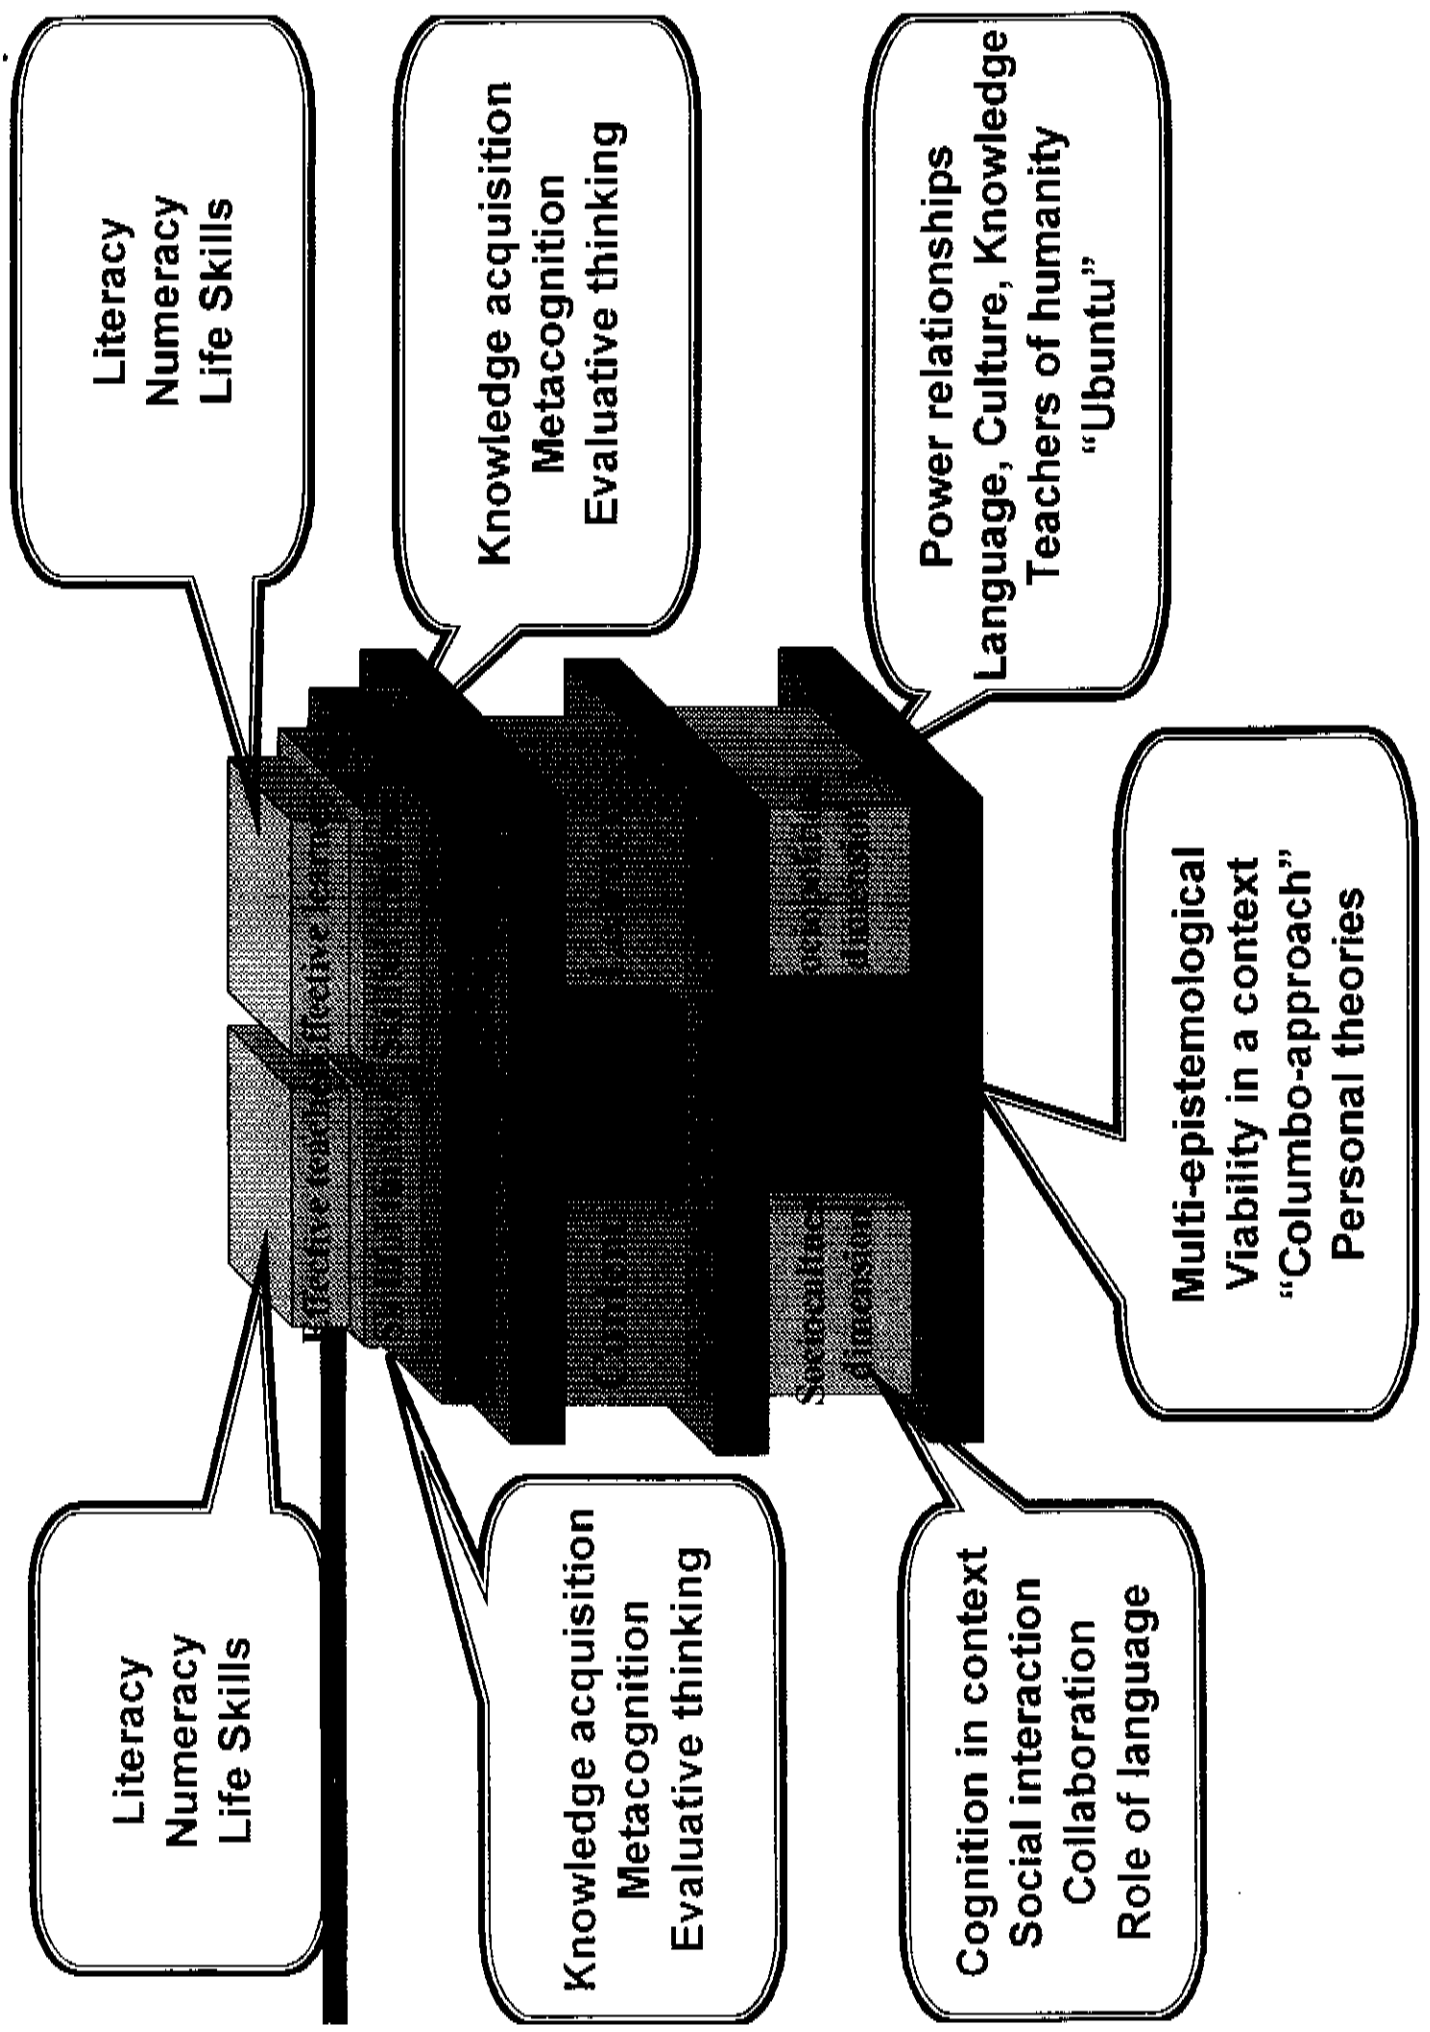 Literacy
Numeracy
Life Skills
Literacy
Numeracy
Life Skills
Effective
Knowledge acquisition
Metacognition
Evaluative thinking
Knowledge acquisition
Metacognition
Evaluative thinking
dimension
Cognition in context
Social interaction
Collaboration
Role of language
Multi-epistemological
Viability in a context
“Columbo-approach”
Personal theories
Power relationships
Language, Culture, Knowledge
Teachers of humanity
“Ubuntu”